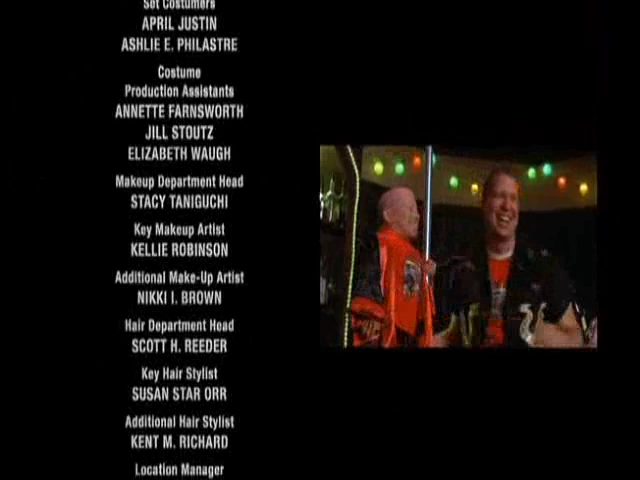 Set Costumers
APRIL JUSTIN
ASHLIE E. PHILASTRE
Costume
Production Assistants
ANNETTE FARNSWORTH
JILL STOUTZ
ELIZABETH WAUGH
Makeup Department Head
STACY TANIGUCHI
Key Makeup Artist
KELLIE ROBINSON
Additional Make-Up Artist
NIKKI I. BROWN
Hair Department Head
SCOTT H. REEDER
Key Hair Stylist
SUSAN STAR ORR
Additional Hair Stylist
KENT M. RICHARD
Location Manager